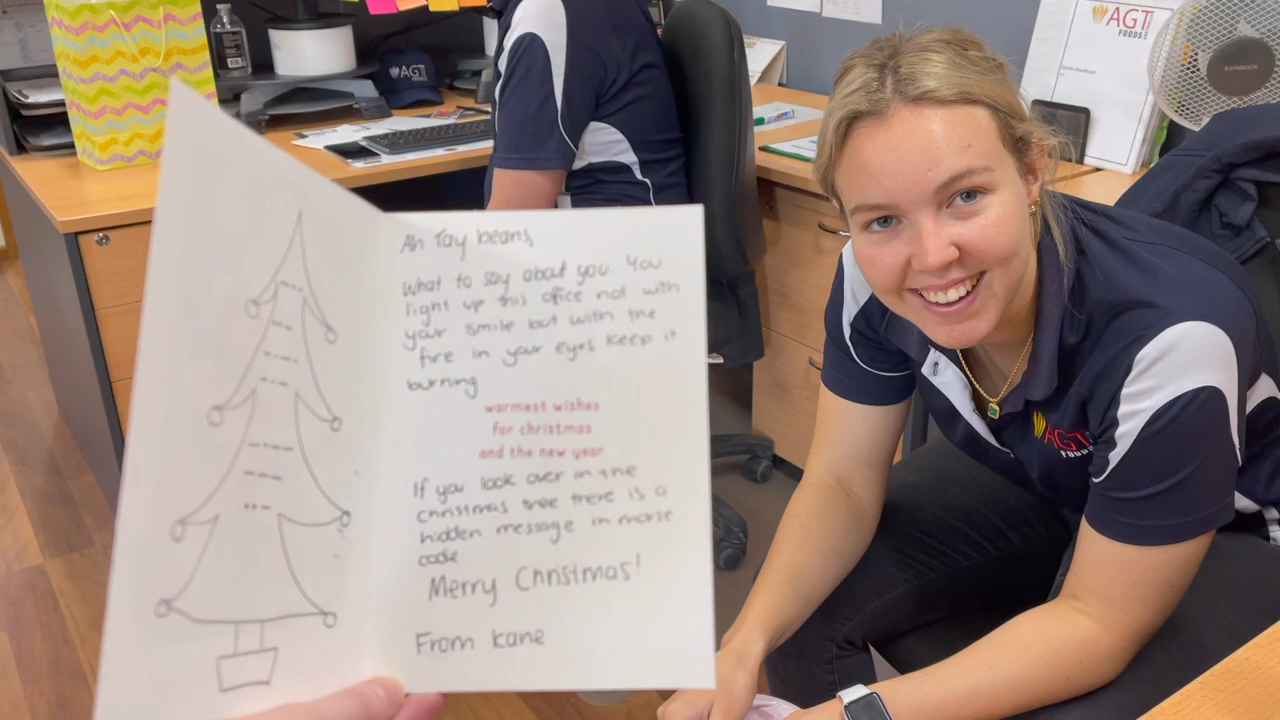 Ah Tay beans,
What to say about you. You
light up this office not with
your smile but with the
fire in your eyes keep it
burning
warmest wishes
for christmas
and the new year
If you look over in the
christmas tree there is a
hidden message in morse
code
Merry Christmas!
From Kane
AGT
AGT
FOODS
AGT
FOODS
KAMBROOK